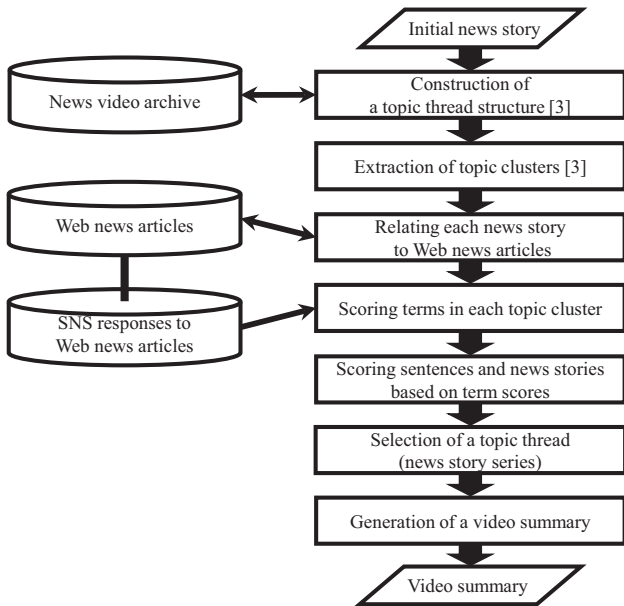 Initial news story
News video archive
Construction of
a topic thread structure [3]
Extraction of topic clusters [3]
Web news articles
Relating each news story
to Web news articles
SNS responses to
Web news articles
Scoring terms in each topic cluster
Scoring sentences and news stories
based on term scores
Selection of a topic thread
(news story series)
Generation of a video summary
Video summary